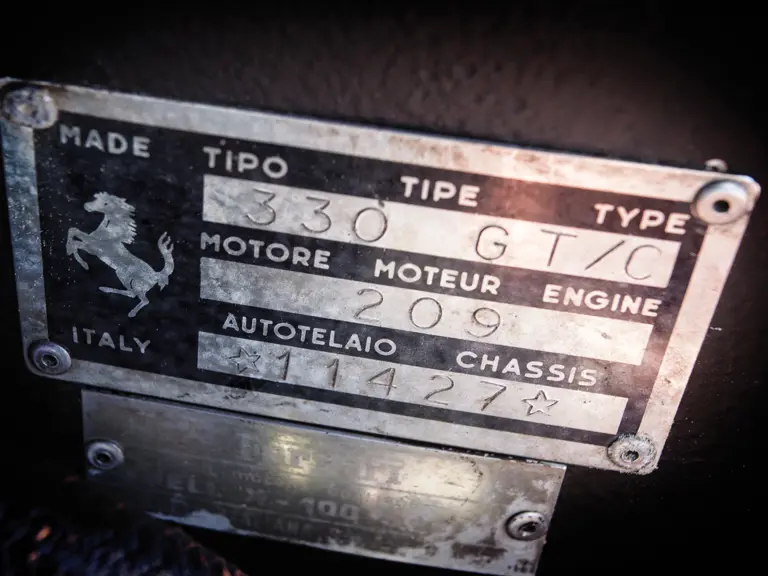 MADE
TIPO TIPE TYPE
330 GT/C
MOTORE MOTEUR ENGINE
209
AUTOTELAIO CHASSIS
☆11427☆
ITALY